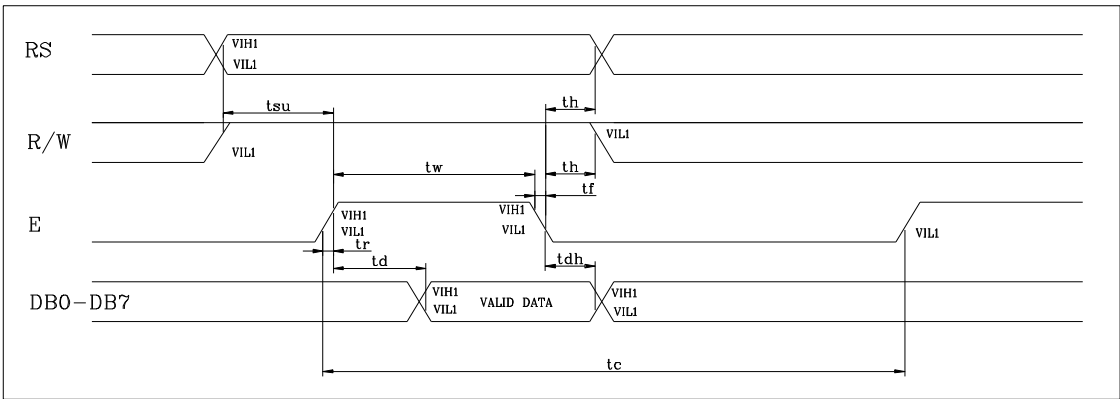 RS
VIH1
VIL1
tsu
th
R/W
VIL1
VIL1
tw
th
tf
E
VIH1
VIL1
VIH1
VIL1
VIL1
tr
td
tdh
DB0-DB7
VIH1
VIL1
VALID DATA
VIH1
VIL1
tc